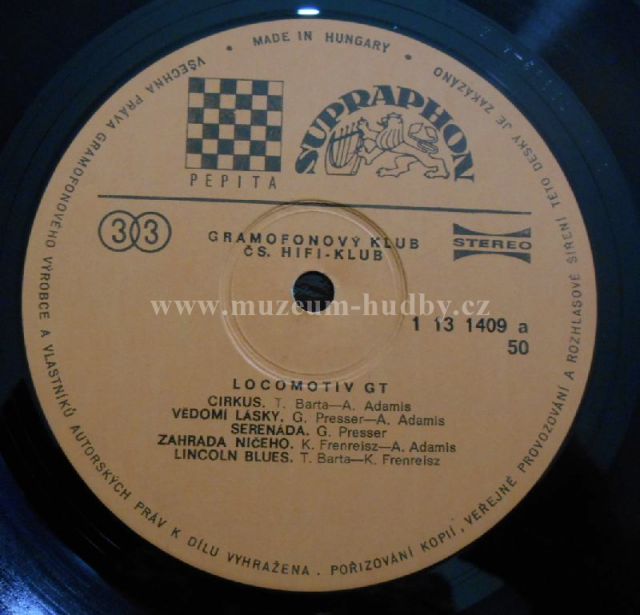 VŠECHNA PRÁVA GRAMOFONOVÉHO VÝROBCE A VLASTNÍKŮ AUTORSKÝCH PRÁV K DÍLU VYHRAŽENA . POŘIZOVÁNÍ KOPIÍ, VEŘEJNÉ PROVOZOVÁNÍ A ROZHLASOVÉ ŠÍŘENÍ TÉTO DESKY JE ZAKÁZÁNO
• MADE IN HUNGARY •
PEPITA
SUPRAPHON
33
STEREO
GRAMOFONOVÝ KLUB
ČS. HIFI-KLUB
www.muzeum-hudby.cz
1 13 1409 a
50
LOCOMOTIV GT
CIRKUS. T. Barta—A. Adamis
VĚDOMÍ LÁSKY. G. Presser—A. Adamis
SERENÁDA. G. Presser
ZAHRADA NIČEHO. K. Frenreisz—A. Adamis
LINCOLN BLUES. T. Barta—K. Frenreisz